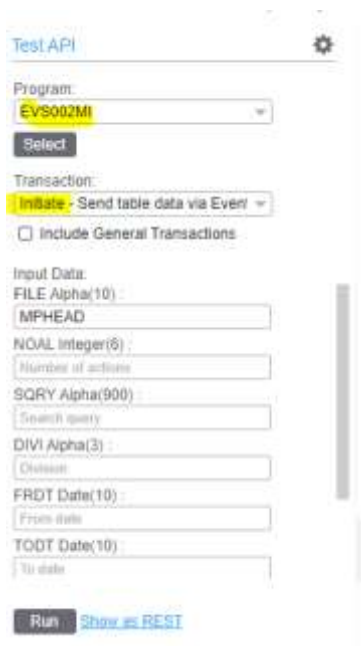 Test API
Program:
EVS002MI
Select
Transaction:
Initiate - Send table data via Event
Include General Transactions
Input Data:
FILE Alpha(10) :
MPHEAD
NOAL Integer(6) :
Number of actions
SQRY Alpha(900) :
Search query
DIVI Alpha(3) :
Division
FRDT Date(10) :
From date
TODT Date(10) :
To date
Run Show as REST